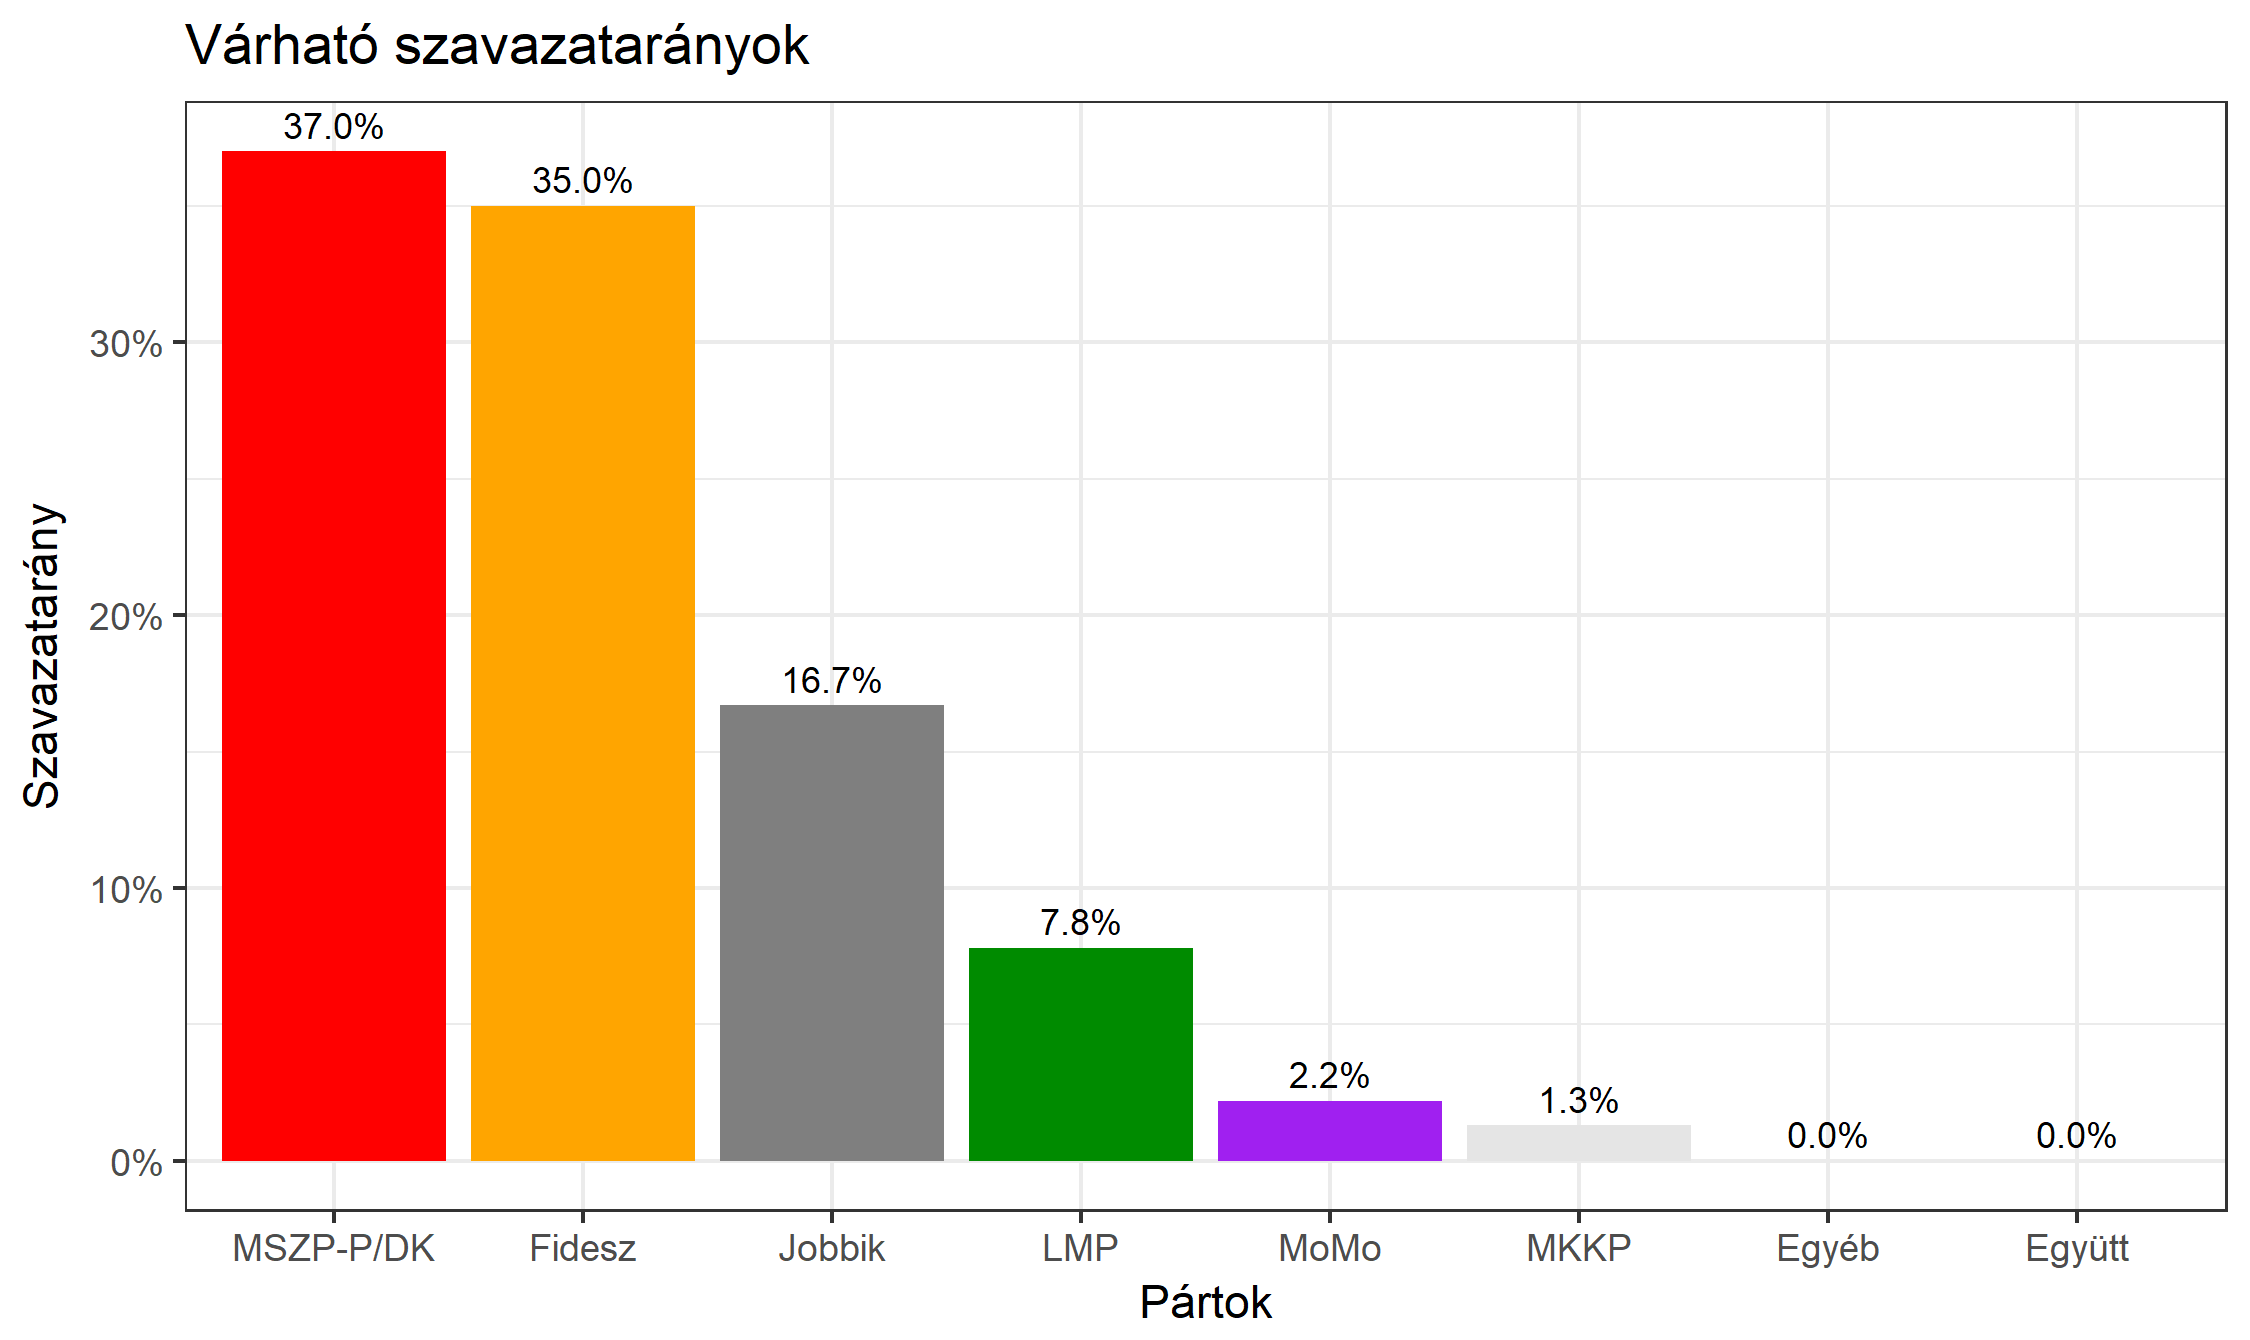 Várható szavazatarányok
37.0%
35.0%
16.7%
7.8%
2.2%
1.3%
0.0%
0.0%
30%
20%
10%
0%
Szavazatarány
MSZP-P/DK
Fidesz
Jobbik
LMP
MoMo
MKKP
Egyéb
Együtt
Pártok